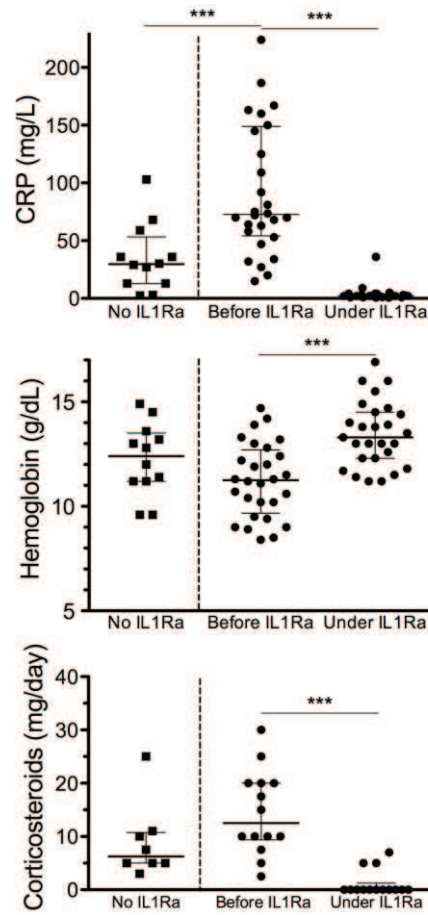 *** ***
CRP (mg/L)
200
150
100
50
0
No IL1Ra Before IL1Ra Under IL1Ra
***
Hemoglobin (g/dL)
15
10
5
No IL1Ra Before IL1Ra Under IL1Ra
***
Corticosteroids (mg/day)
40
30
20
10
0
No IL1Ra Before IL1Ra Under IL1Ra